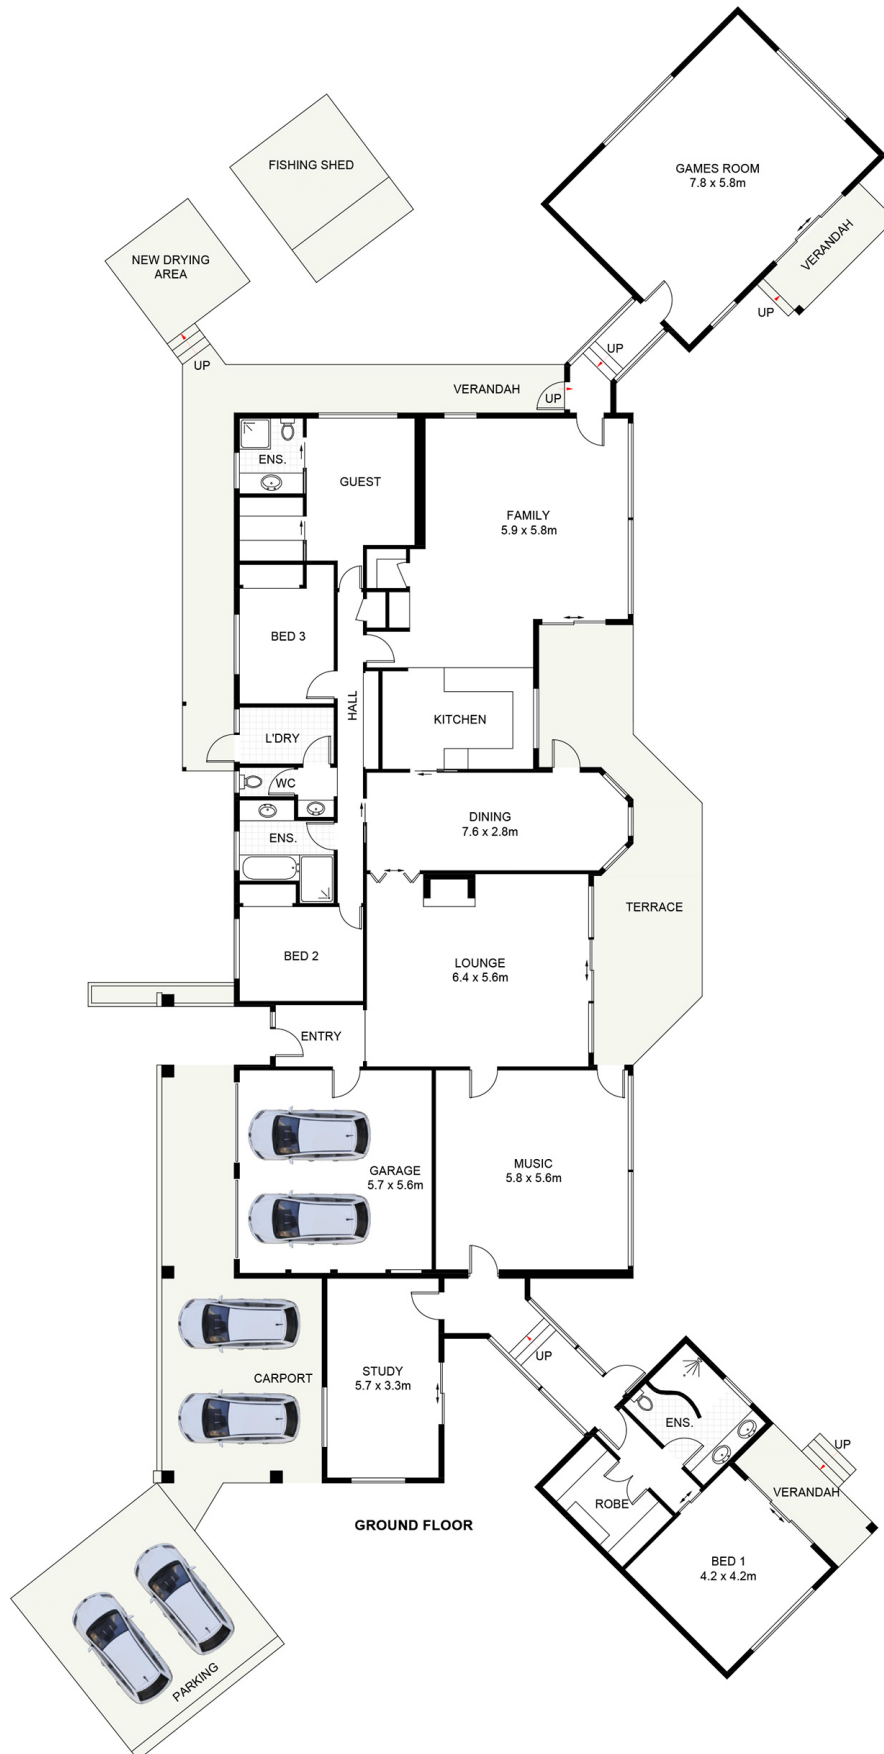 GAMES ROOM
7.8 x 5.8m
FISHING SHED
VERANDAH
NEW DRYING
AREA
UP
UP
UP
VERANDAH
UP
ENS.
GUEST
FAMILY
5.9 x 5.8m
BED 3
HALL
KITCHEN
L'DRY
WC
DINING
7.6 x 2.8m
ENS.
TERRACE
BED 2
LOUNGE
6.4 x 5.6m
ENTRY
MUSIC
5.8 x 5.6m
GARAGE
5.7 x 5.6m
UP
STUDY
5.7 x 3.3m
CARPORT
ENS.
UP
VERANDAH
ROBE
GROUND FLOOR
BED 1
4.2 x 4.2m
PARKING